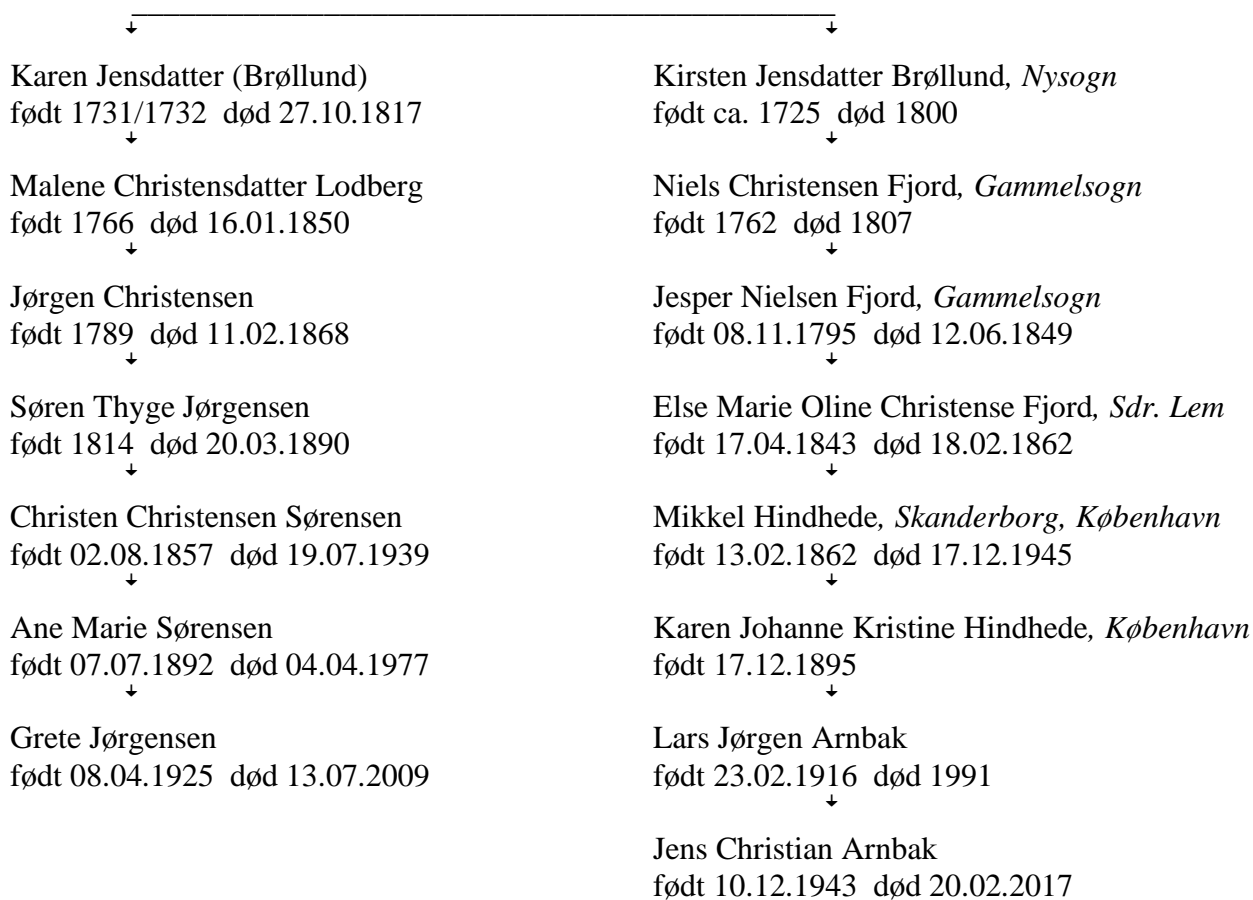 Karen Jensdatter (Brøllund)
født 1731/1732 død 27.10.1817
Malene Christensdatter Lodberg
født 1766 død 16.01.1850
Jørgen Christensen
født 1789 død 11.02.1868
Søren Thyge Jørgensen
født 1814 død 20.03.1890
Christen Christensen Sørensen
født 02.08.1857 død 19.07.1939
Ane Marie Sørensen
født 07.07.1892 død 04.04.1977
Grete Jørgensen
født 08.04.1925 død 13.07.2009
Kirsten Jensdatter Brøllund, Nysogn
født ca. 1725 død 1800
Niels Christensen Fjord, Gammelsogn
født 1762 død 1807
Jesper Nielsen Fjord, Gammelsogn
født 08.11.1795 død 12.06.1849
Else Marie Oline Christense Fjord, Sdr. Lem
født 17.04.1843 død 18.02.1862
Mikkel Hindhede, Skanderborg, København
født 13.02.1862 død 17.12.1945
Karen Johanne Kristine Hindhede, København
født 17.12.1895
Lars Jørgen Arnbak
født 23.02.1916 død 1991
Jens Christian Arnbak
født 10.12.1943 død 20.02.2017